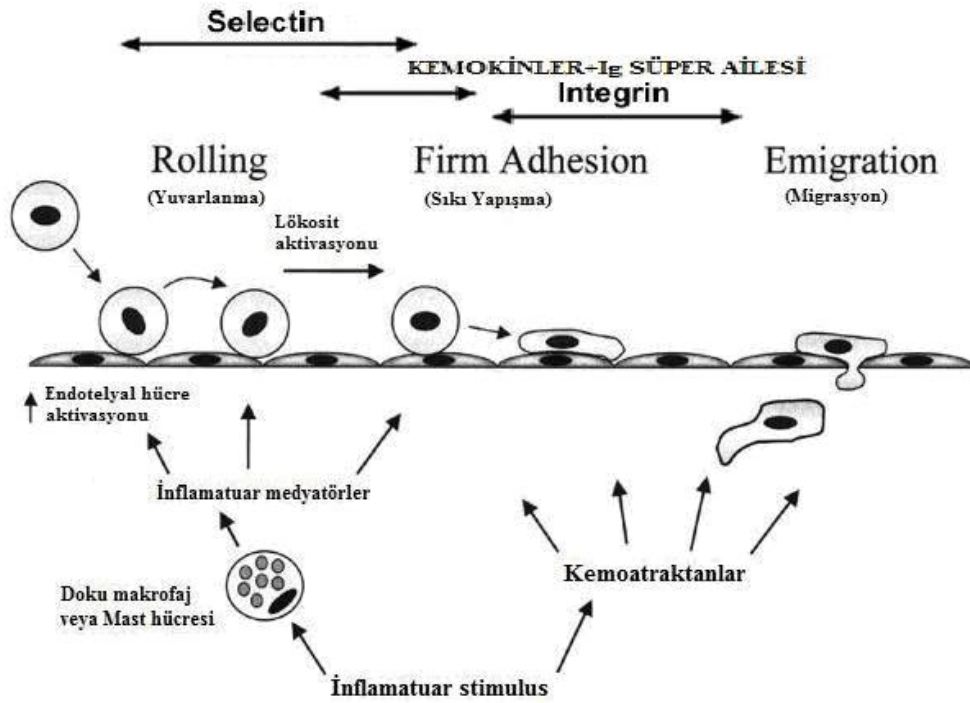 Selectin
KEMOKİNLER+Ig SÜPER AİLESİ
Integrin
Rolling
(Yuvarlanma)
Firm Adhesion
(Sıkı Yapışma)
Emigration
(Migrasyon)
Lökosit
aktivasyonu
Endotelyal hücre
aktivasyonu
İnflamatuar medyatörler
Kemoatraktanlar
Doku makrofaj
veya Mast hücresi
İnflamatuar stimulus